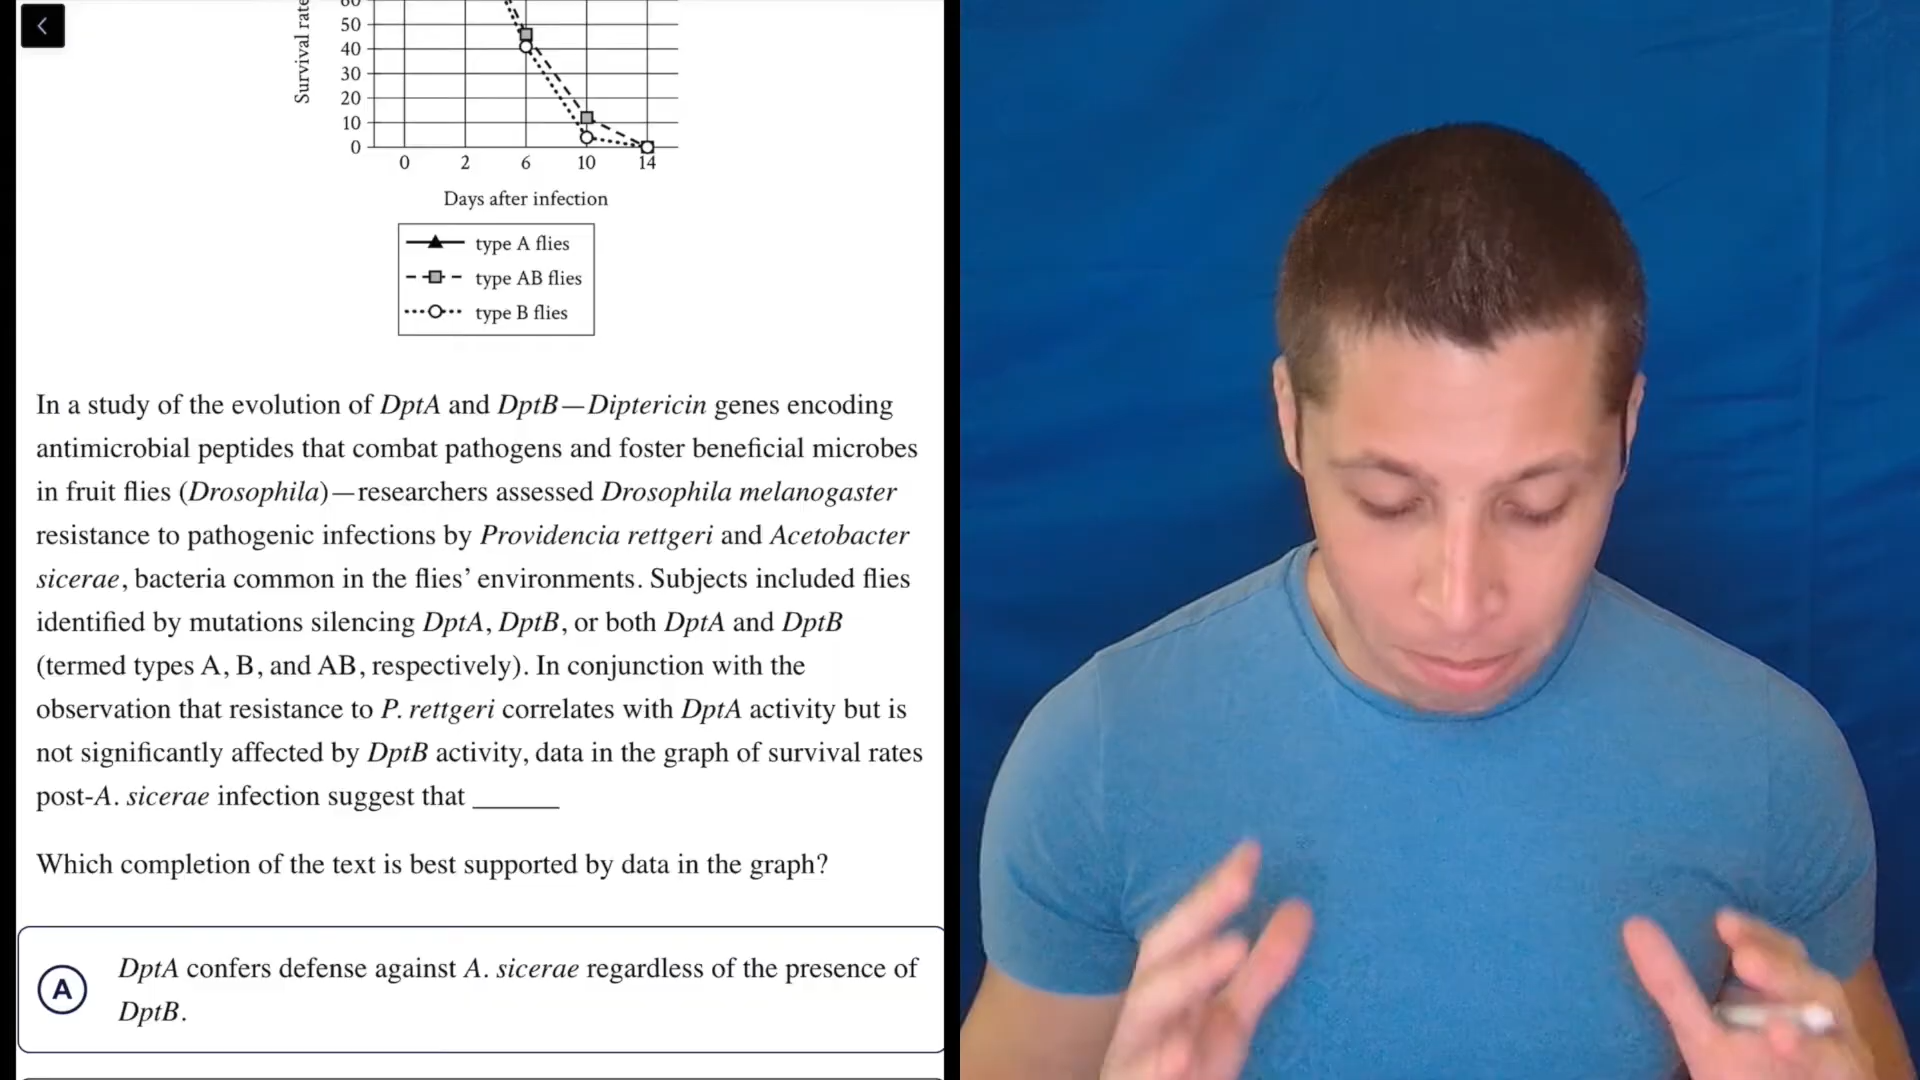 Survival rate
60
50
40
30
20
10
0
0 2 6 10 14
Days after infection
type A flies
type AB flies
type B flies
In a study of the evolution of DptA and DptB—Diptericin genes encoding
antimicrobial peptides that combat pathogens and foster beneficial microbes
in fruit flies (Drosophila)—researchers assessed Drosophila melanogaster
resistance to pathogenic infections by Providencia rettgeri and Acetobacter
sicerae, bacteria common in the flies’ environments. Subjects included flies
identified by mutations silencing DptA, DptB, or both DptA and DptB
(termed types A, B, and AB, respectively). In conjunction with the
observation that resistance to P. rettgeri correlates with DptA activity but is
not significantly affected by DptB activity, data in the graph of survival rates
post-A. sicerae infection suggest that ______
Which completion of the text is best supported by data in the graph?
A
DptA confers defense against A. sicerae regardless of the presence of
DptB.